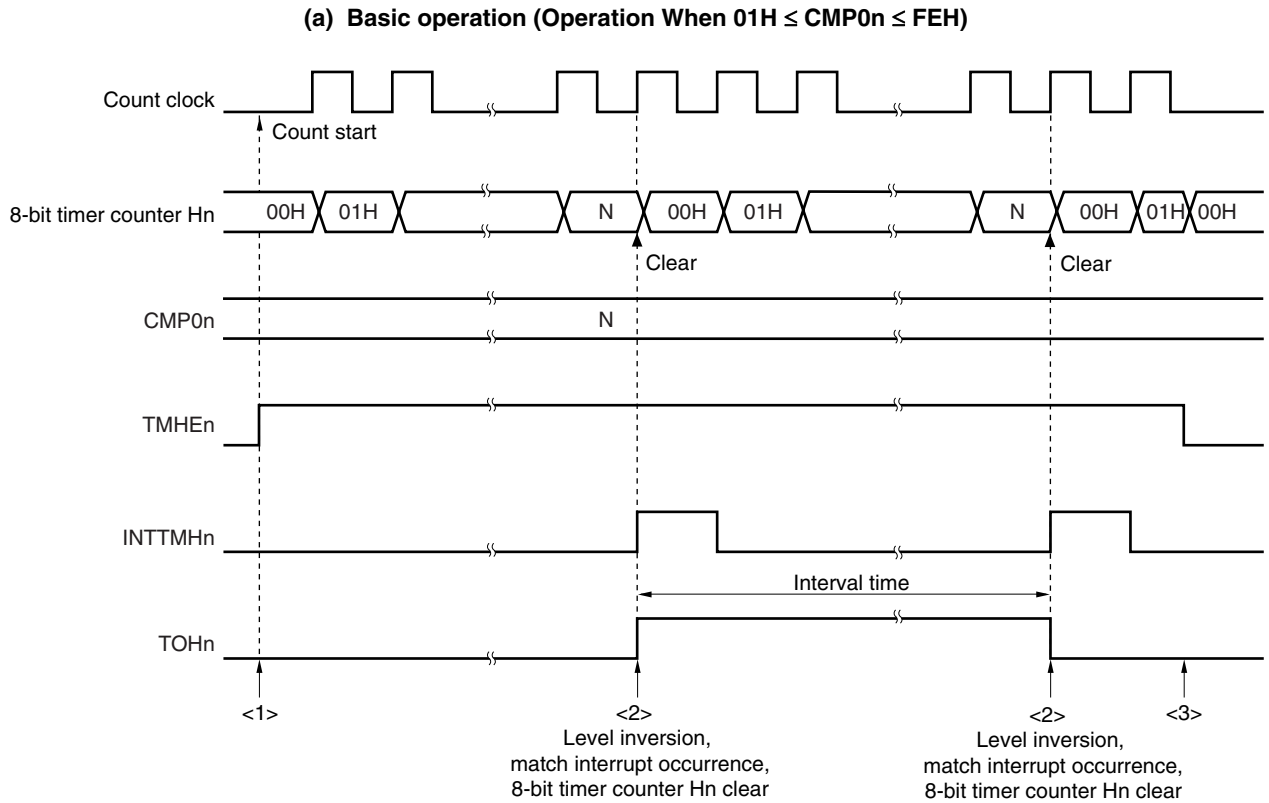 (a) Basic operation (Operation When 01H ≤ CMP0n ≤ FEH)
Count clock
Count start
8-bit timer counter Hn
00H 01H N 00H 01H N 00H 01H 00H
Clear Clear
CMP0n
N
TMHEn
INTTMHn
Interval time
TOHn
<1> <2> <2> <3>
Level inversion,
match interrupt occurrence,
8-bit timer counter Hn clear
Level inversion,
match interrupt occurrence,
8-bit timer counter Hn clear